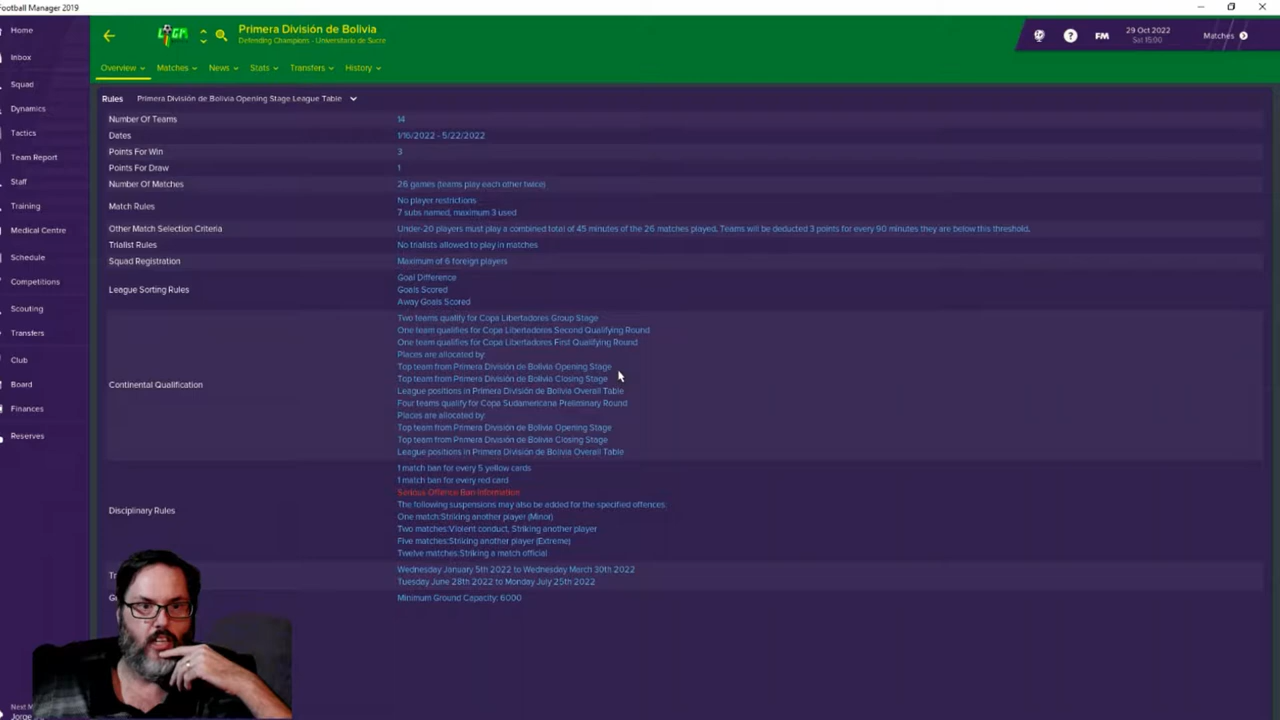 Football Manager 2019
Home
Inbox
Squad
Dynamics
Tactics
Team Report
Staff
Training
Medical Centre
Schedule
Competitions
Scouting
Transfers
Club
Board
Finances
Reserves
Primera División de Bolivia
Defending Champions - Universitario de Sucre
FM
29 Oct 2022
Sat 15:00
Matches
Overview Matches News Stats Transfers History
Rules Primera División de Bolivia Opening Stage League Table
Number Of Teams 14
Dates 1/16/2022 - 5/22/2022
Points For Win 3
Points For Draw 1
Number Of Matches 26 games (teams play each other twice)
Match Rules
No player restrictions
7 subs named, maximum 3 used
Other Match Selection Criteria Under-20 players must play a combined total of 45 minutes of the 26 matches played. Teams will be deducted 3 points for every 90 minutes they are below this threshold.
Trialist Rules No trialists allowed to play in matches
Squad Registration Maximum of 6 foreign players
League Sorting Rules
Goal Difference
Goals Scored
Away Goals Scored
Continental Qualification
Two teams qualify for Copa Libertadores Group Stage
One team qualifies for Copa Libertadores Second Qualifying Round
One team qualifies for Copa Libertadores First Qualifying Round
Places are allocated by:
Top team from Primera División de Bolivia Opening Stage
Top team from Primera División de Bolivia Closing Stage
League positions in Primera División de Bolivia Overall Table
Four teams qualify for Copa Sudamericana Preliminary Round
Places are allocated by:
Top team from Primera División de Bolivia Opening Stage
Top team from Primera División de Bolivia Closing Stage
League positions in Primera División de Bolivia Overall Table
Disciplinary Rules
1 match ban for every 5 yellow cards
1 match ban for every red card
Serious Offence Ban Information
The following suspensions may also be added for the specified offences:
One match:Striking another player (Minor)
Two matches:Violent conduct, Striking another player
Five matches:Striking another player (Extreme)
Twelve matches:Striking a match official
Wednesday January 5th 2022 to Wednesday March 30th 2022
Tuesday June 28th 2022 to Monday July 25th 2022
Minimum Ground Capacity: 6000
Next M
Jorge